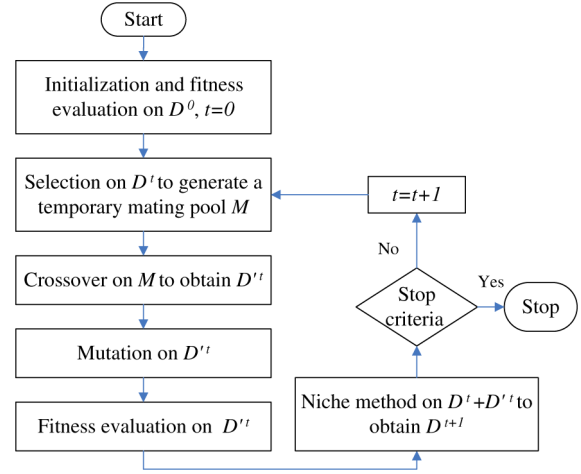 Start
Initialization and fitness
evaluation on D⁰, t=0
Selection on Dᵗ to generate a
temporary mating pool M
Crossover on M to obtain D'ᵗ
Mutation on D'ᵗ
Fitness evaluation on D'ᵗ
Niche method on Dᵗ+D'ᵗ to
obtain Dᵗ⁺¹
Stop
criteria
Yes
Stop
No
t=t+1